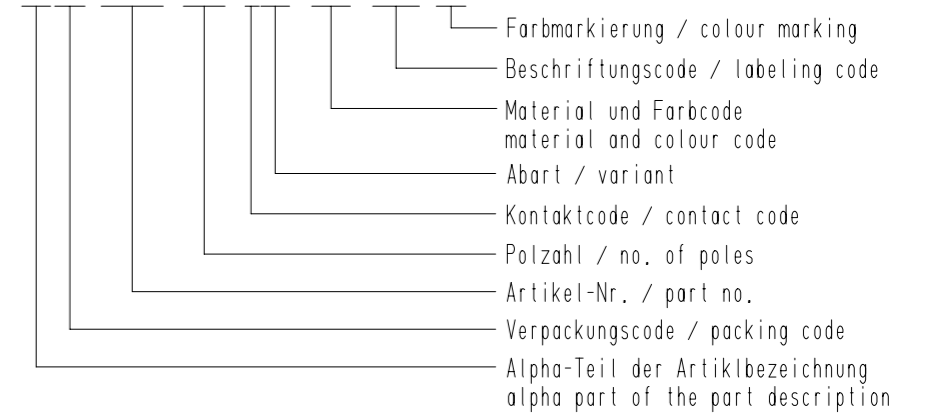 Farbmarkierung / colour marking
Beschriftungscode / labeling code
Material und Farbcode
material and colour code
Abart / variant
Kontaktcode / contact code
Polzahl / no. of poles
Artikel-Nr. / part no.
Verpackungscode / packing code
Alpha-Teil der Artiklbezeichnung
alpha part of the part description